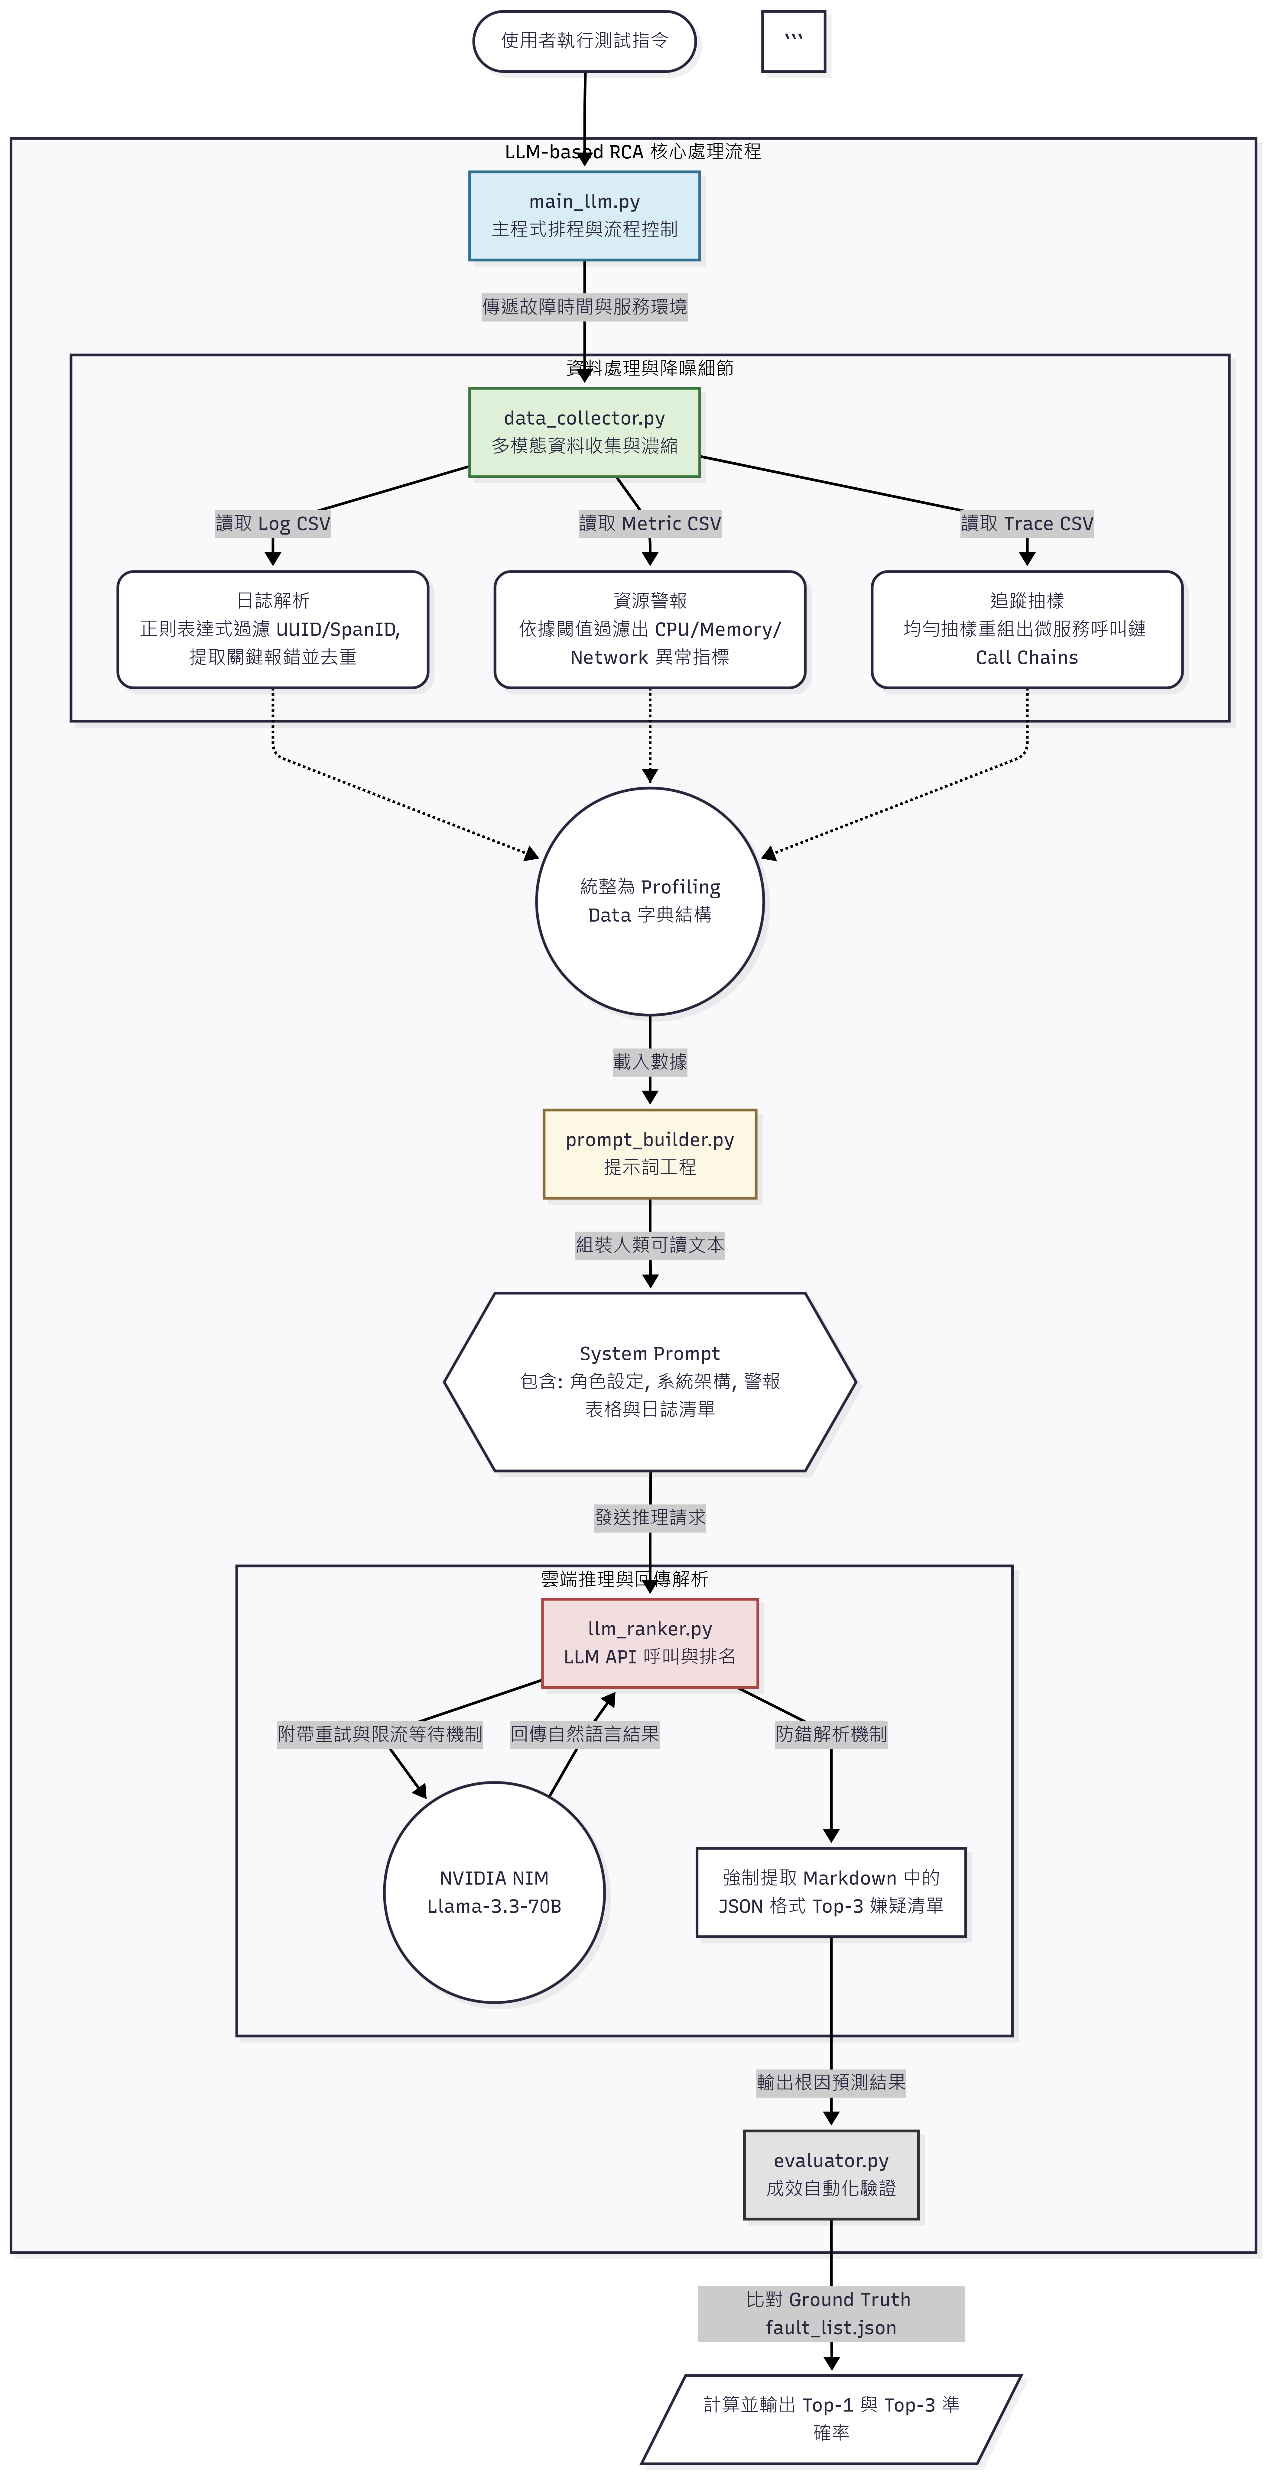 使用者執行測試指令
```
LLM-based RCA 核心處理流程
main_llm.py
主程式排程與流程控制
傳遞故障時間與服務環境
資料處理與降噪細節
data_collector.py
多模態資料收集與濃縮
讀取 Log CSV
讀取 Metric CSV
讀取 Trace CSV
日誌解析
正則表達式過濾 UUID/SpanID,
提取關鍵報錯並去重
資源警報
依據閾值過濾出 CPU/Memory/
Network 異常指標
追蹤抽樣
均勻抽樣重組出微服務呼叫鏈
Call Chains
統整為 Profiling
Data 字典結構
載入數據
prompt_builder.py
提示詞工程
組裝人類可讀文本
System Prompt
包含: 角色設定, 系統架構, 警報
表格與日誌清單
發送推理請求
雲端推理與回傳解析
llm_ranker.py
LLM API 呼叫與排名
附帶重試與限流等待機制
回傳自然語言結果
防錯解析機制
NVIDIA NIM
Llama-3.3-70B
強制提取 Markdown 中的
JSON 格式 Top-3 嫌疑清單
輸出根因預測結果
evaluator.py
成效自動化驗證
比對 Ground Truth
fault_list.json
計算並輸出 Top-1 與 Top-3 準
確率